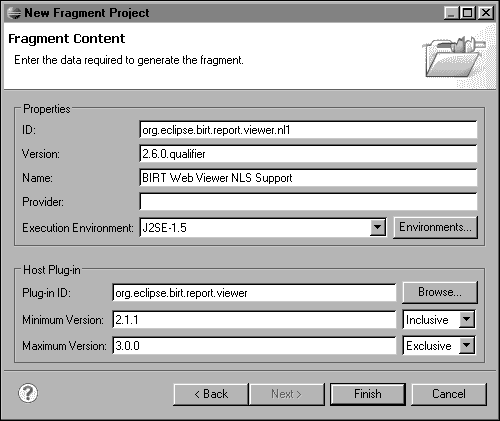 New Fragment Project
Fragment Content
Enter the data required to generate the fragment.
Properties
ID: org.eclipse.birt.report.viewer.nl1
Version: 2.6.0.qualifier
Name: BIRT Web Viewer NLS Support
Provider:
Execution Environment: J2SE-1.5 Environments...
Host Plug-in
Plug-in ID: org.eclipse.birt.report.viewer Browse...
Minimum Version: 2.1.1 Inclusive
Maximum Version: 3.0.0 Exclusive
? < Back Next > Finish Cancel